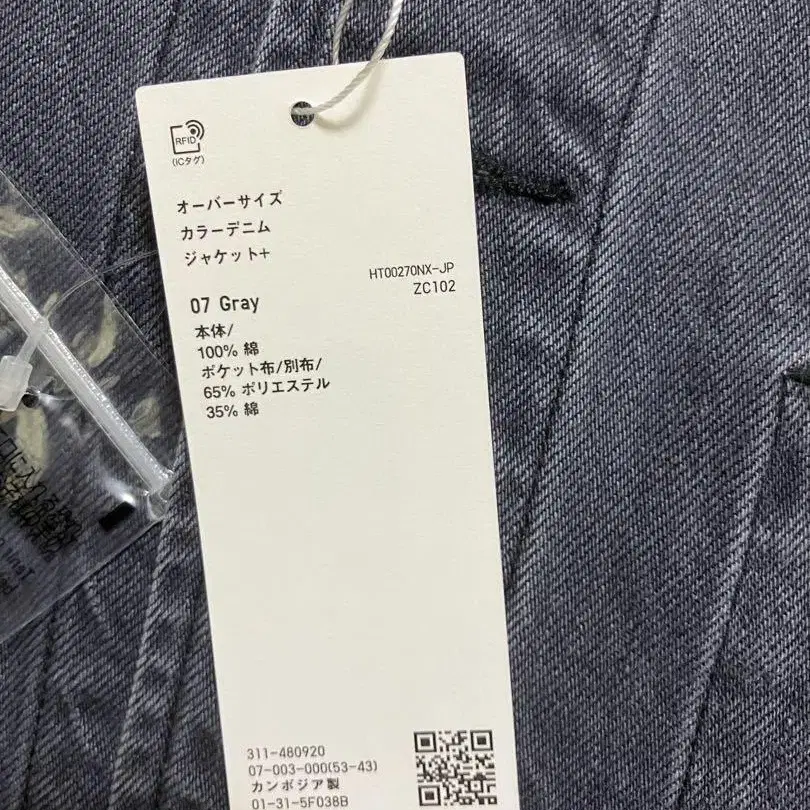 RFID
(ICタグ)
オーバーサイズ
カラーデニム
ジャケット+
HT00270NX-JP
ZC102
07 Gray
本体/
100% 綿
ポケット布/別布/
65% ポリエステル
35% 綿
311-480920
07-003-000(53-43)
カンボジア製
01-31-5F038B